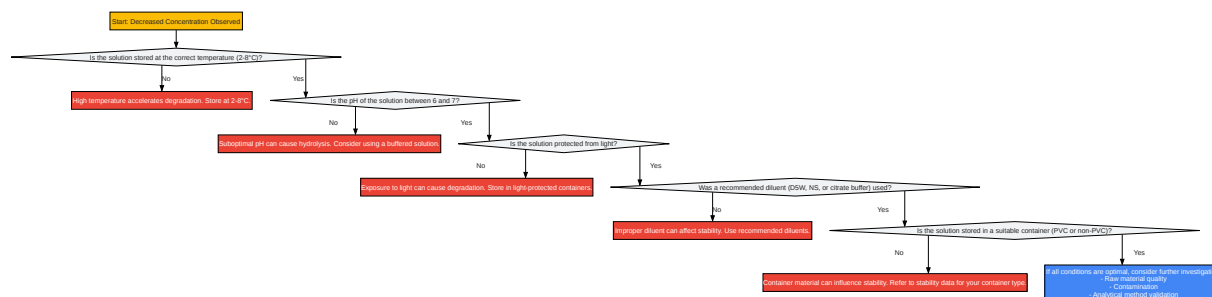 Start: Decreased Concentration Observed
Is the solution stored at the correct temperature (2-8°C)?
No
Yes
High temperature accelerates degradation. Store at 2-8°C.
Is the pH of the solution between 6 and 7?
No
Yes
Suboptimal pH can cause hydrolysis. Consider using a buffered solution.
Is the solution protected from light?
No
Yes
Exposure to light can cause degradation. Store in light-protected containers.
Was a recommended diluent (D5W, NS, or citrate buffer) used?
No
Yes
Improper diluent can affect stability. Use recommended diluents.
Is the solution stored in a suitable container (PVC or non-PVC)?
No
Yes
Container material can influence stability. Refer to stability data for your container type.
If all conditions are optimal, consider further
- Raw material quality
- Contamination
- Analytical method validation